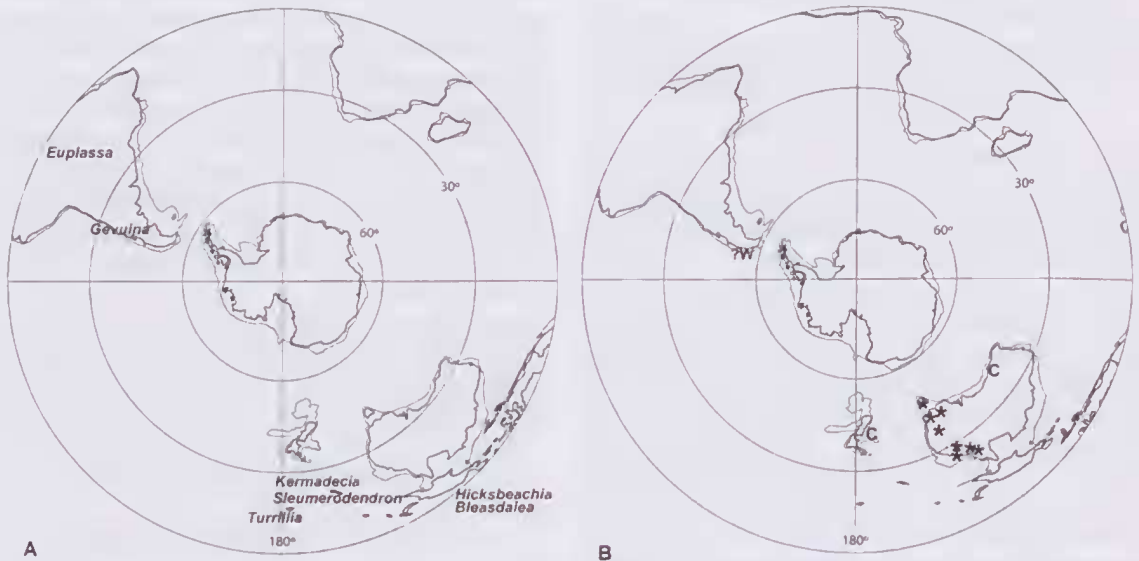 Euplassa
30°
Gevuina
60°
Kermadecia
Sleumerodendron
Turrillia
Hicksbeachia
Bleasdalea
180°
A
30°
60°
?W
C
C
180°
B